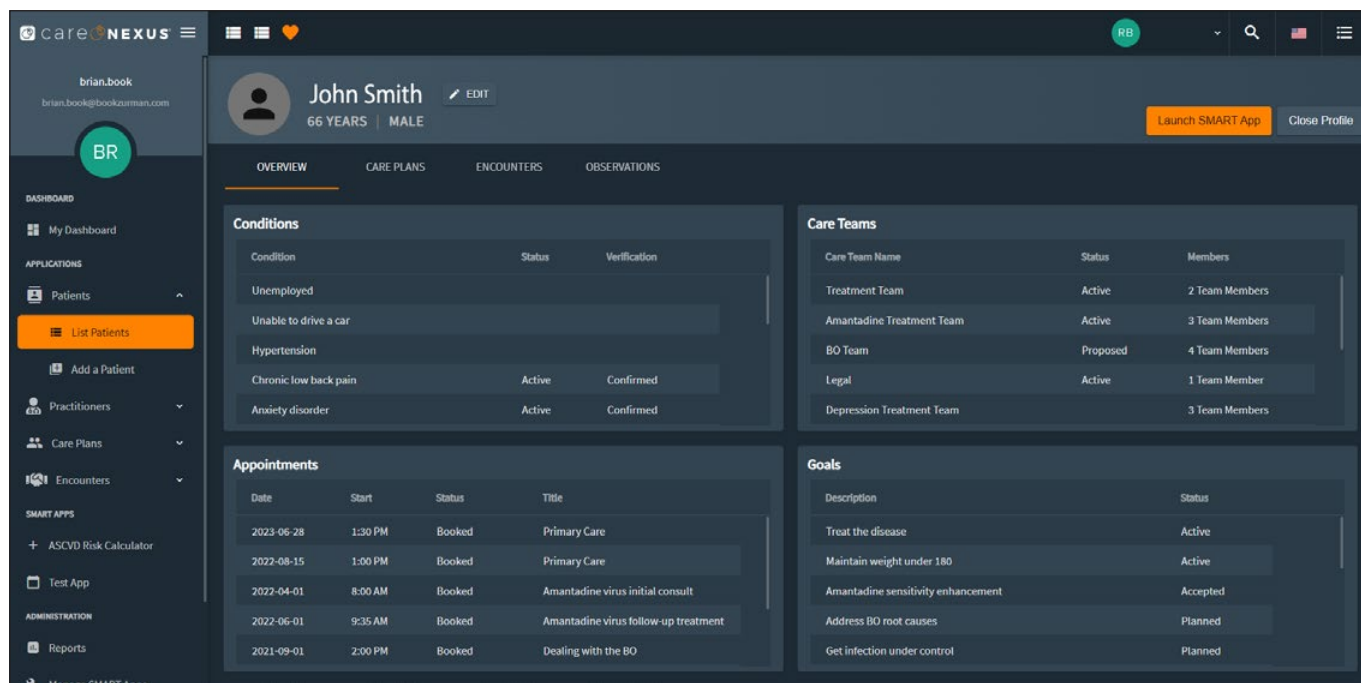 careNEXUS
RB
brian.book
brian.book@bookzurman.com
BR
DASHBOARD
My Dashboard
APPLICATIONS
Patients
List Patients
Add a Patient
Practitioners
Care Plans
Encounters
SMART APPS
ASCVD Risk Calculator
Test App
ADMINISTRATION
Reports
Manage SMART Apps
John Smith EDIT
66 YEARS | MALE
Launch SMART App Close Profile
OVERVIEW CARE PLANS ENCOUNTERS OBSERVATIONS
Conditions
Condition Status Verification
Unemployed
Unable to drive a car
Hypertension
Chronic low back pain Active Confirmed
Anxiety disorder Active Confirmed
Care Teams
Care Team Name Status Members
Treatment Team Active 2 Team Members
Amantadine Treatment Team Active 3 Team Members
BO Team Proposed 4 Team Members
Legal Active 1 Team Member
Depression Treatment Team 3 Team Members
Appointments
Date Start Status Title
2023-06-28 1:30 PM Booked Primary Care
2022-08-15 1:00 PM Booked Primary Care
2022-04-01 8:00 AM Booked Amantadine virus initial consult
2022-06-01 9:35 AM Booked Amantadine virus follow-up treatment
2021-09-01 2:00 PM Booked Dealing with the BO
Goals
Description Status
Treat the disease Active
Maintain weight under 180 Active
Amantadine sensitivity enhancement Accepted
Address BO root causes Planned
Get infection under control Planned